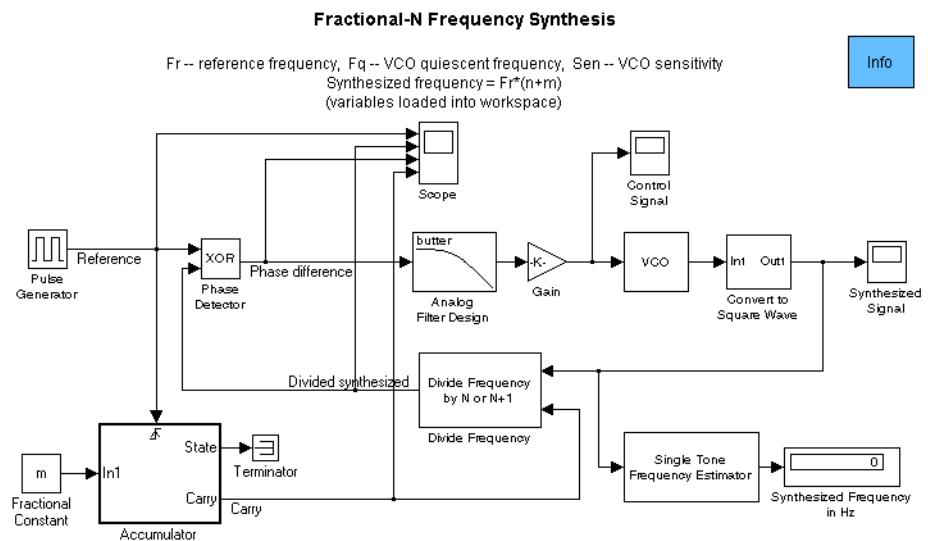 Fractional-N Frequency Synthesis
Info
Fr -- reference frequency, Fq -- VCO quiescent frequency, Sen -- VCO sensitivity
Synthesized frequency = Fr*(n+m)
(variables loaded into workspace)
Scope
Control
Signal
Pulse
Generator
Reference
XOR
Phase
Detector
Phase difference
butter
Analog
Filter Design
-K-
Gain
VCO
In1 Out1
Convert to
Square Wave
Synthesized
Signal
Divided synthesized
Divide Frequency
by N or N+1
Divide Frequency
m
Fractional
Constant
In1
State
Carry
Accumulator
Terminator
Carry
Single Tone
Frequency Estimator
0
Synthesized Frequency
in Hz